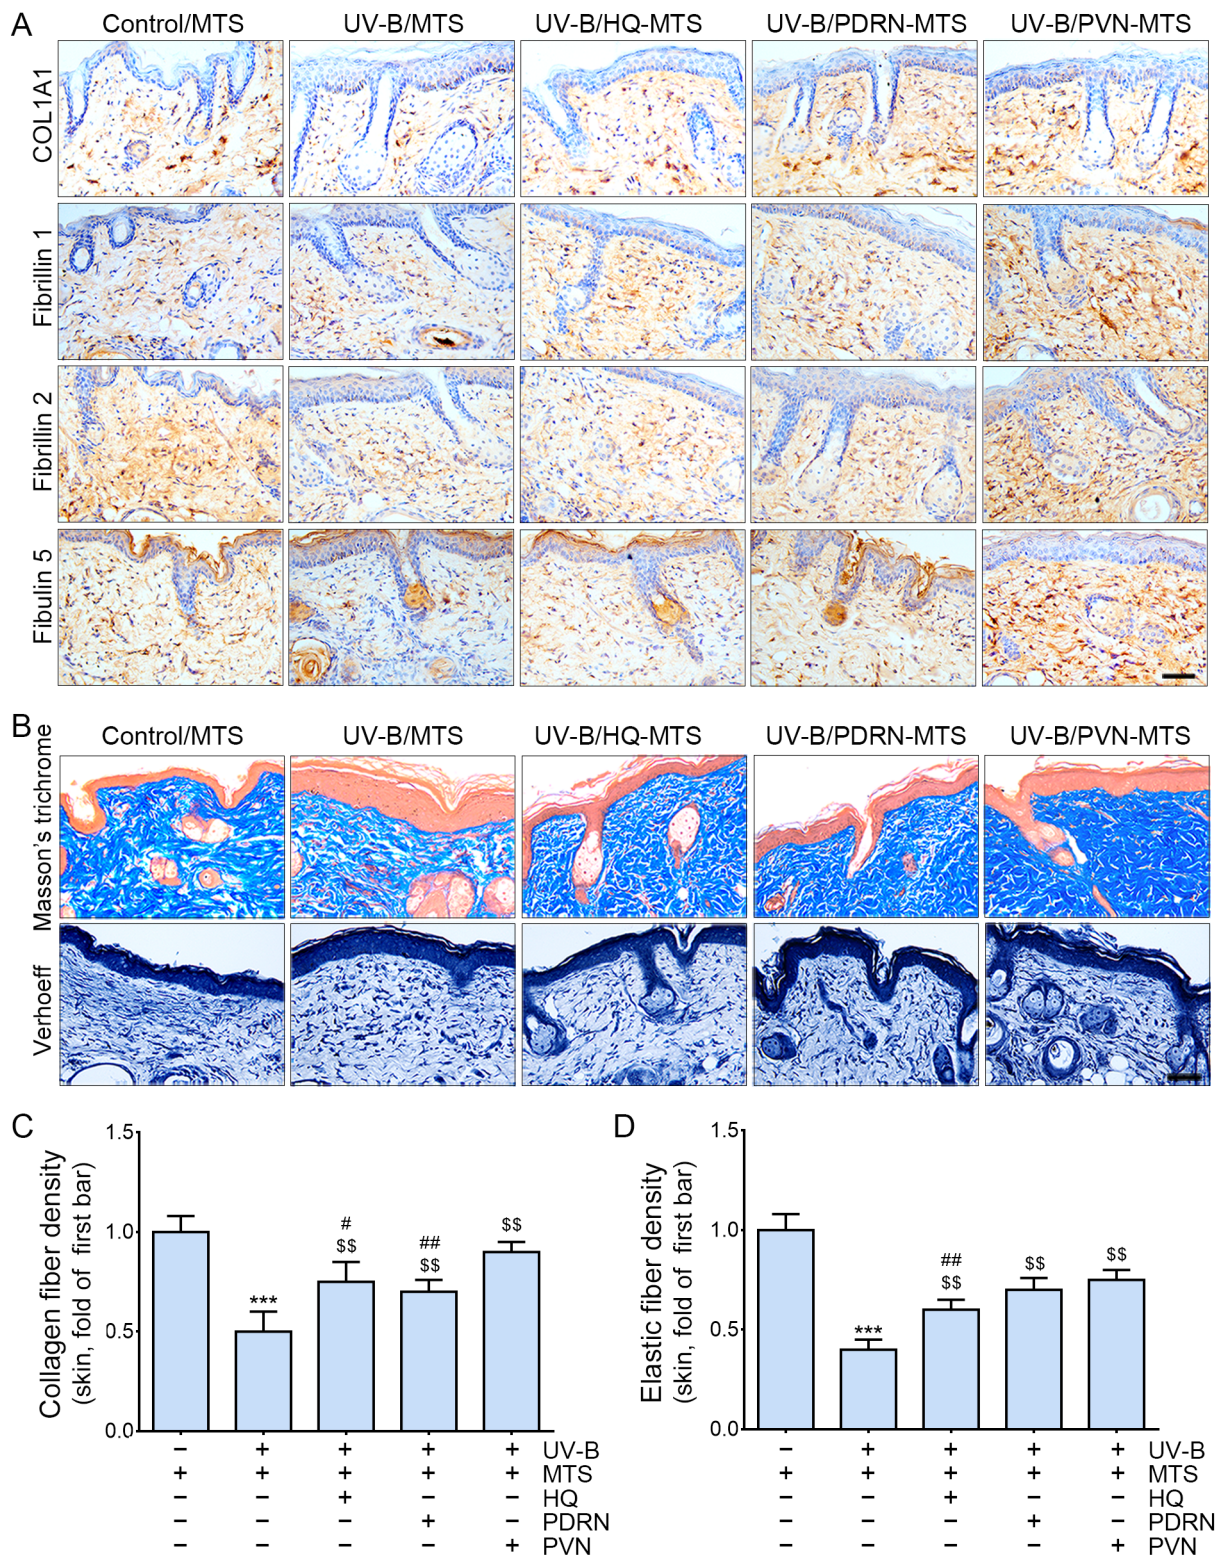 A
Control/MTS UV-B/MTS UV-B/HQ-MTS UV-B/PDRN-MTS UV-B/PVN-MTS
COL1A1
Fibrillin 1
Fibrillin 2
Fibulin 5
B
Control/MTS UV-B/MTS UV-B/HQ-MTS UV-B/PDRN-MTS UV-B/PVN-MTS
Masson's trichrome
Verhoeff
C
Collagen fiber density
(skin, fold of first bar)
1.5
1.0
0.5
0.0
***
#
$$
##
$$
$$
− + + + + UV-B
+ + + + + MTS
− − + − − HQ
− − − + − PDRN
− − − − + PVN
D
Elastic fiber density
(skin, fold of first bar)
1.5
1.0
0.5
0.0
***
##
$$
$$
$$
− + + + + UV-B
+ + + + + MTS
− − + − − HQ
− − − + − PDRN
− − − − + PVN